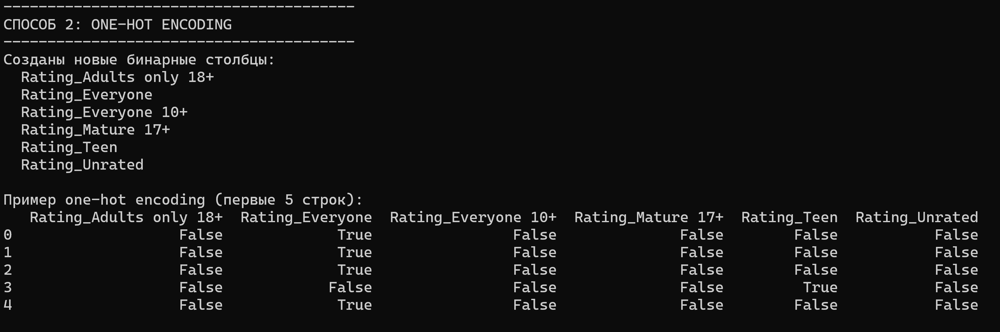 ----------------------------------------
СПОСОБ 2: ONE-HOT ENCODING
----------------------------------------
Созданы новые бинарные столбцы:
  Rating_Adults only 18+
  Rating_Everyone
  Rating_Everyone 10+
  Rating_Mature 17+
  Rating_Teen
  Rating_Unrated

Пример one-hot encoding (первые 5 строк):
   Rating_Adults only 18+  Rating_Everyone  Rating_Everyone 10+  Rating_Mature 17+  Rating_Teen  Rating_Unrated
0                   False             True                False              False        False           False
1                   False             True                False              False        False           False
2                   False             True                False              False        False           False
3                   False            False                False              False         True           False
4                   False             True                False              False        False           False